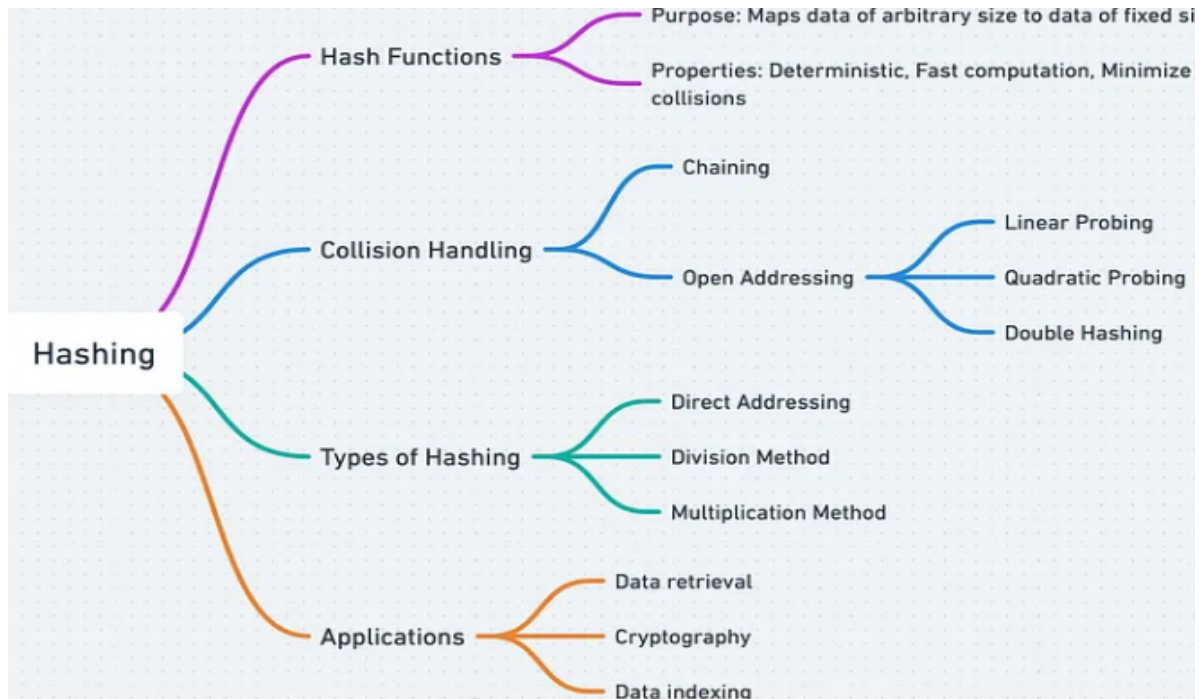 Purpose: Maps data of arbitrary size to data of fixed
Hash Functions
Properties: Deterministic, Fast computation, Minimize
collisions
Chaining
Collision Handling
Linear Probing
Open Addressing
Quadratic Probing
Double Hashing
Hashing
Direct Addressing
Types of Hashing
Division Method
Multiplication Method
Data retrieval
Applications
Cryptography
Data indexing